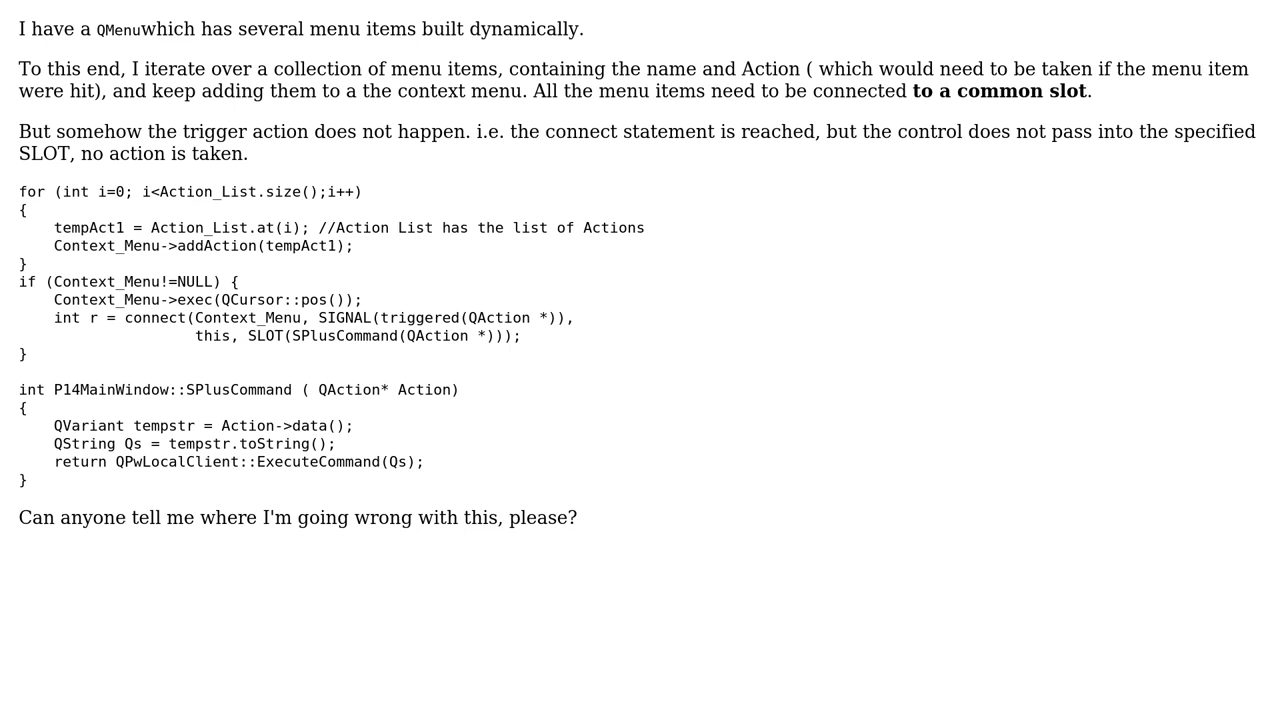 I have a QMenuwhich has several menu items built dynamically.
To this end, I iterate over a collection of menu items, containing the name and Action ( which would need to be taken if the menu item
were hit), and keep adding them to a the context menu. All the menu items need to be connected to a common slot.
But somehow the trigger action does not happen. i.e. the connect statement is reached, but the control does not pass into the specified
SLOT, no action is taken.
for (int i=0; i<Action_List.size();i++)
{
    tempAct1 = Action_List.at(i); //Action List has the list of Actions
    Context_Menu->addAction(tempAct1);
}
if (Context_Menu!=NULL) {
    Context_Menu->exec(QCursor::pos());
    int r = connect(Context_Menu, SIGNAL(triggered(QAction *)),
                    this, SLOT(SPlusCommand(QAction *)));
}
int P14MainWindow::SPlusCommand ( QAction* Action)
{
    QVariant tempstr = Action->data();
    QString Qs = tempstr.toString();
    return QPwLocalClient::ExecuteCommand(Qs);
}
Can anyone tell me where I'm going wrong with this, please?